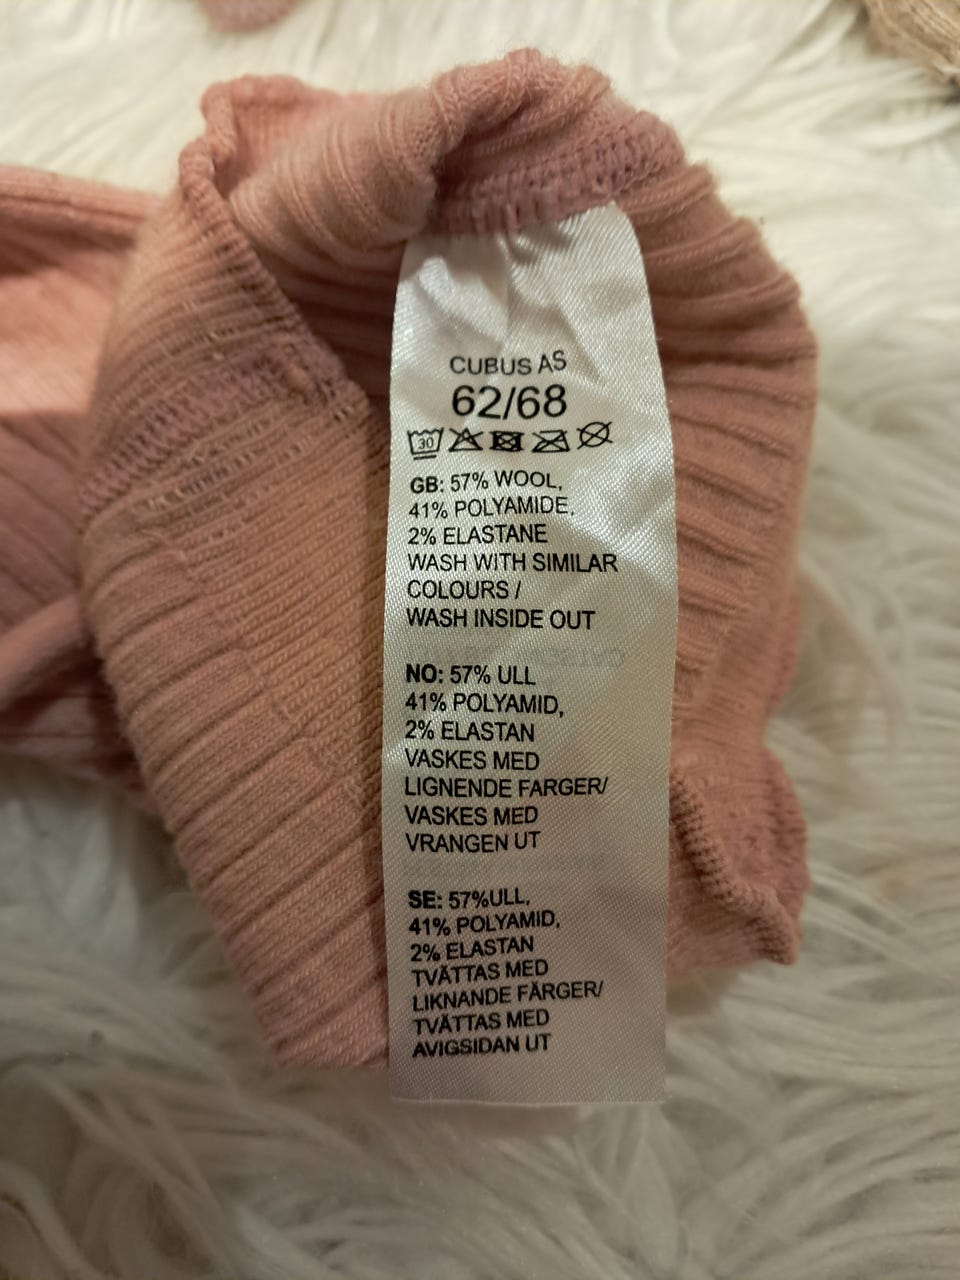 CUBUS AS
62/68
30
GB: 57% WOOL,
41% POLYAMIDE,
2% ELASTANE
WASH WITH SIMILAR
COLOURS /
WASH INSIDE OUT
NO: 57% ULL
41% POLYAMID,
2% ELASTAN
VASKES MED
LIGNENDE FARGER/
VASKES MED
VRANGEN UT
SE: 57%ULL,
41% POLYAMID,
2% ELASTAN
TVÄTTAS MED
LIKNANDE FÄRGER/
TVÄTTAS MED
AVIGSIDAN UT